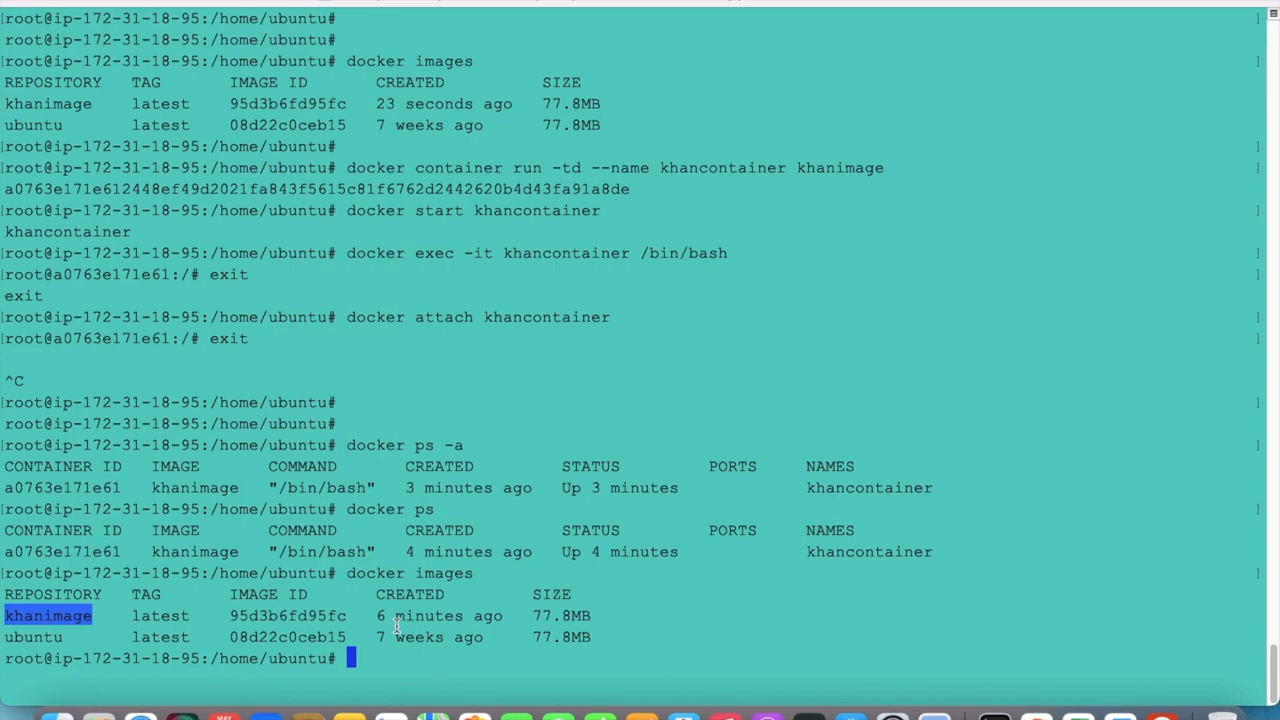 root@ip-172-31-18-95:/home/ubuntu#
root@ip-172-31-18-95:/home/ubuntu#
root@ip-172-31-18-95:/home/ubuntu# docker images
REPOSITORY TAG IMAGE ID CREATED SIZE
khanimage latest 95d3b6fd95fc 23 seconds ago 77.8MB
ubuntu latest 08d22c0ceb15 7 weeks ago 77.8MB
root@ip-172-31-18-95:/home/ubuntu#
root@ip-172-31-18-95:/home/ubuntu# docker container run -td --name khancontainer khanimage
a0763e171e612448ef49d2021fa843f5615c81f6762d2442620b4d43fa91a8de
root@ip-172-31-18-95:/home/ubuntu# docker start khancontainer
khancontainer
root@ip-172-31-18-95:/home/ubuntu# docker exec -it khancontainer /bin/bash
root@a0763e171e61:/# exit
exit
root@ip-172-31-18-95:/home/ubuntu# docker attach khancontainer
root@a0763e171e61:/# exit
^C
root@ip-172-31-18-95:/home/ubuntu#
root@ip-172-31-18-95:/home/ubuntu#
root@ip-172-31-18-95:/home/ubuntu# docker ps -a
CONTAINER ID IMAGE COMMAND CREATED STATUS PORTS NAMES
a0763e171e61 khanimage "/bin/bash" 3 minutes ago Up 3 minutes khancontainer
root@ip-172-31-18-95:/home/ubuntu# docker ps
CONTAINER ID IMAGE COMMAND CREATED STATUS PORTS NAMES
a0763e171e61 khanimage "/bin/bash" 4 minutes ago Up 4 minutes khancontainer
root@ip-172-31-18-95:/home/ubuntu# docker images
REPOSITORY TAG IMAGE ID CREATED SIZE
khanimage latest 95d3b6fd95fc 6 minutes ago 77.8MB
ubuntu latest 08d22c0ceb15 7 weeks ago 77.8MB
root@ip-172-31-18-95:/home/ubuntu#
MAY